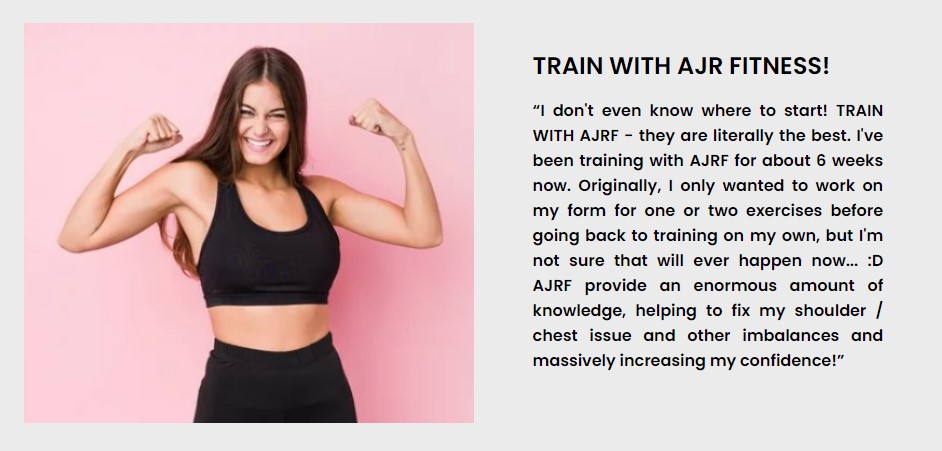 TRAIN WITH AJR FITNESS!
“I don't even know where to start! TRAIN
WITH AJRF - they are literally the best. I've
been training with AJRF for about 6 weeks
now. Originally, I only wanted to work on
my form for one or two exercises before
going back to training on my own, but I'm
not sure that will ever happen now... :D
AJRF provide an enormous amount of
knowledge, helping to fix my shoulder /
chest issue and other imbalances and
massively increasing my confidence!”